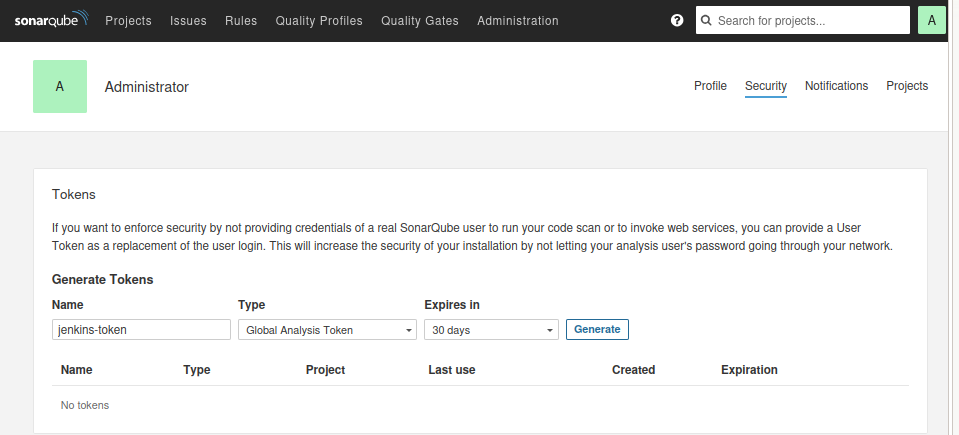 sonarqube Projects Issues Rules Quality Profiles Quality Gates Administration ? Search for projects... A
A Administrator Profile Security Notifications Projects
Tokens
If you want to enforce security by not providing credentials of a real SonarQube user to run your code scan or to invoke web services, you can provide a User
Token as a replacement of the user login. This will increase the security of your installation by not letting your analysis user's password going through your network.
Generate Tokens
Name Type Expires in
jenkins-token Global Analysis Token 30 days Generate
Name Type Project Last use Created Expiration
No tokens